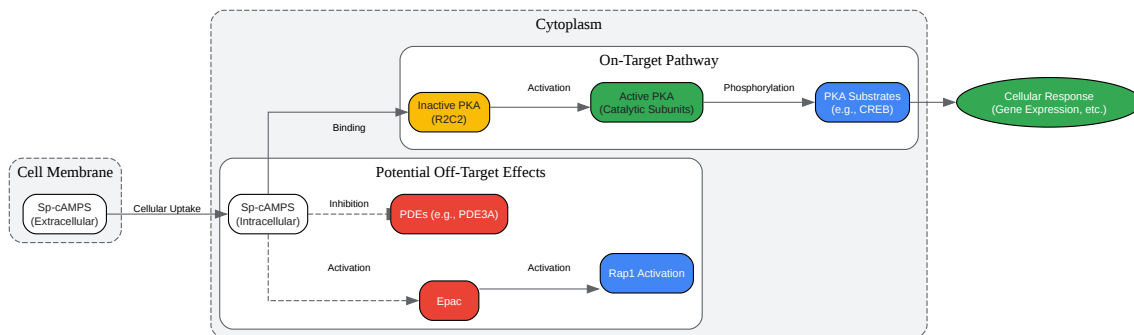 Cytoplasm
On-Target Pathway
Inactive PKA
(R2C2)
Activation
Active PKA
(Catalytic Subunits)
Phosphorylation
PKA Substrates
(e.g., CREB)
Cellular Response
(Gene Expression, etc.)
Binding
Cell Membrane
Sp-cAMPS
(Extracellular)
Cellular Uptake
Potential Off-Target Effects
Sp-cAMPS
(Intracellular)
Inhibition
PDEs (e.g., PDE3A)
Activation
Epac
Activation
Rap1 Activation